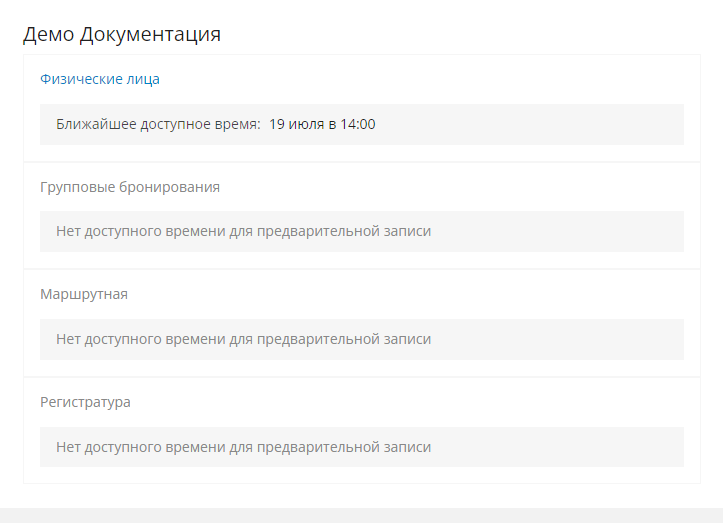 Демо Документация
Физические лица
Ближайшее доступное время: 19 июля в 14:00
Групповые бронирования
Нет доступного времени для предварительной записи
Маршрутная
Нет доступного времени для предварительной записи
Регистратура
Нет доступного времени для предварительной записи